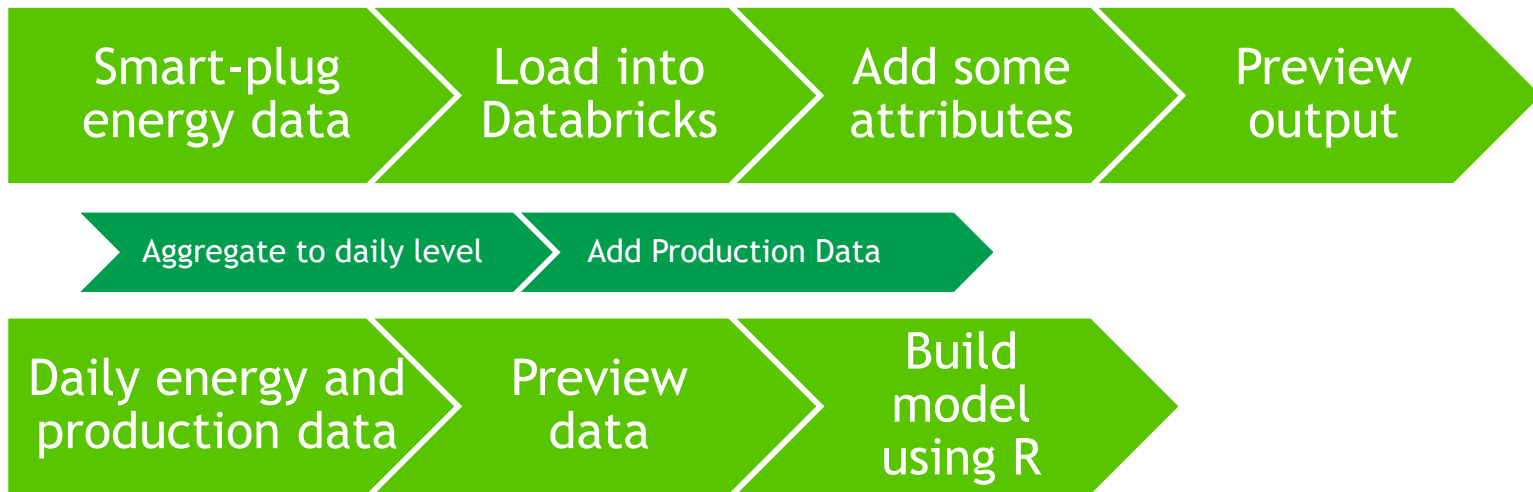 Smart-plug
energy data
Load into
Databricks
Add some
attributes
Preview
output
Aggregate to daily level
Add Production Data
Daily energy and
production data
Preview
data
Build
model
using R